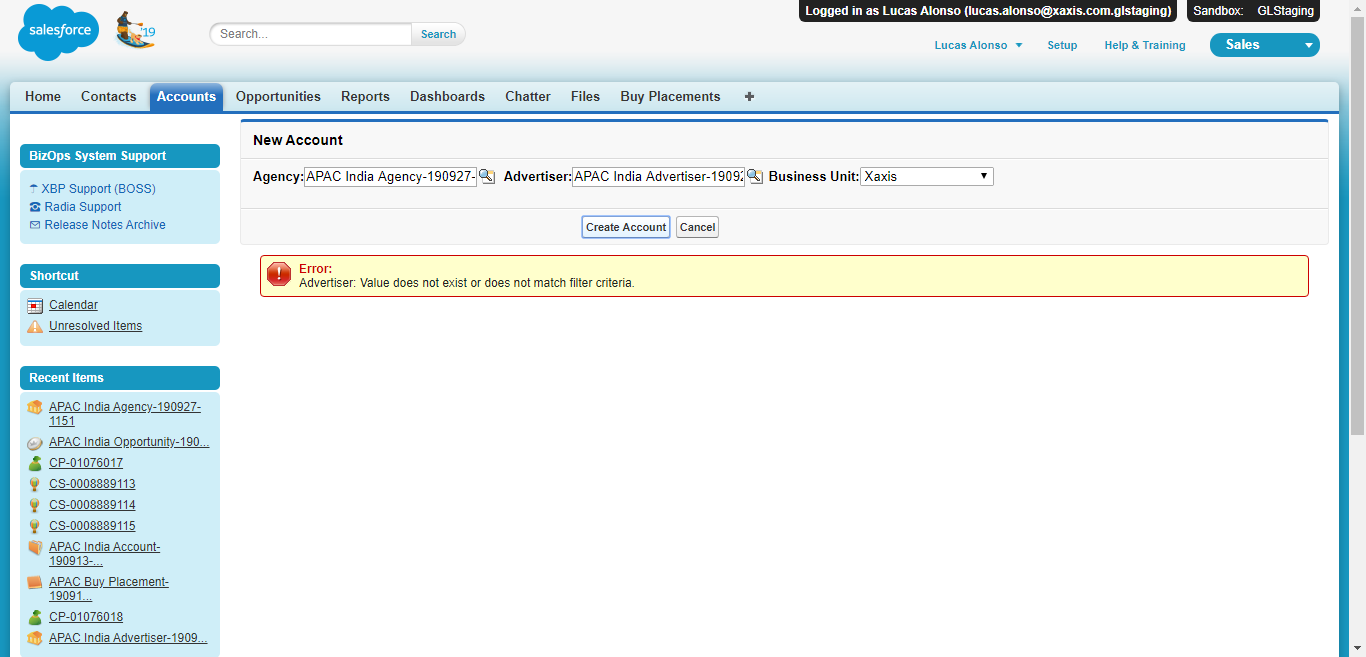 Logged in as Lucas Alonso (lucas.alonso@xaxis.com.glstaging) Sandbox: GLStaging
salesforce
'19
Search... Search
Lucas Alonso Setup Help & Training Sales
Home Contacts Accounts Opportunities Reports Dashboards Chatter Files Buy Placements +
BizOps System Support
XBP Support (BOSS)
Radia Support
Release Notes Archive
Shortcut
Calendar
Unresolved Items
Recent Items
APAC India Agency-190927-
1151
APAC India Opportunity-190...
CP-01076017
CS-0008889113
CS-0008889114
CS-0008889115
APAC India Account-
190913-...
APAC Buy Placement-
19091...
CP-01076018
APAC India Advertiser-1909...
New Account
Agency: APAC India Agency-190927- Advertiser: APAC India Advertiser-19092 Business Unit: Xaxis
Create Account Cancel
Error:
Advertiser: Value does not exist or does not match filter criteria.